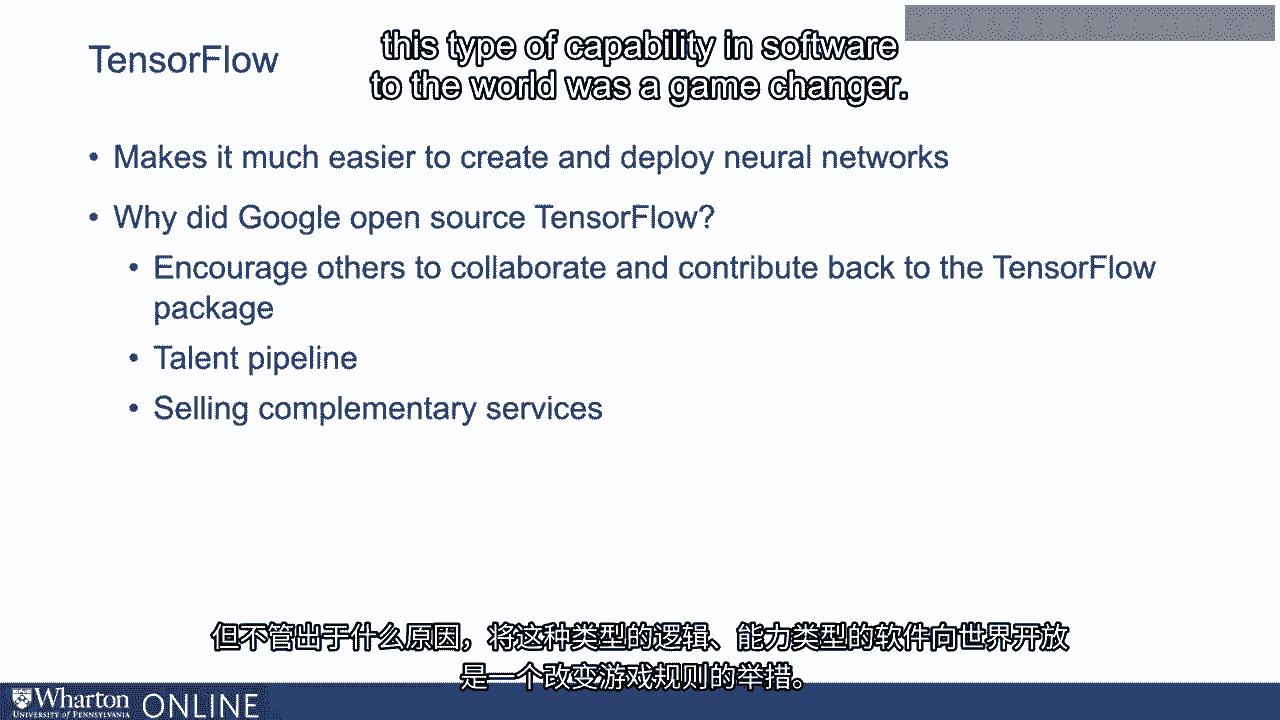 TensorFlow
this type of capability in software
to the world was a game changer.
• Makes it much easier to create and deploy neural networks
• Why did Google open source TensorFlow?
• Encourage others to collaborate and contribute back to the TensorFlow
package
• Talent pipeline
• Selling complementary services
但不管出于什么原因，将这种类型的逻辑、能力类型的软件向世界开放
是一个改变游戏规则的举措。
Wharton ONLINE
UNIVERSITY of PENNSYLVANIA